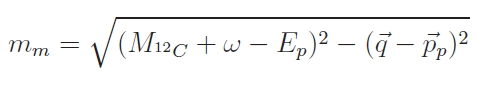 $m_m = \sqrt{(M_{^{12}C} + \omega - E_p)^2 - (\vec{q} - \vec{p}_p)^2}$